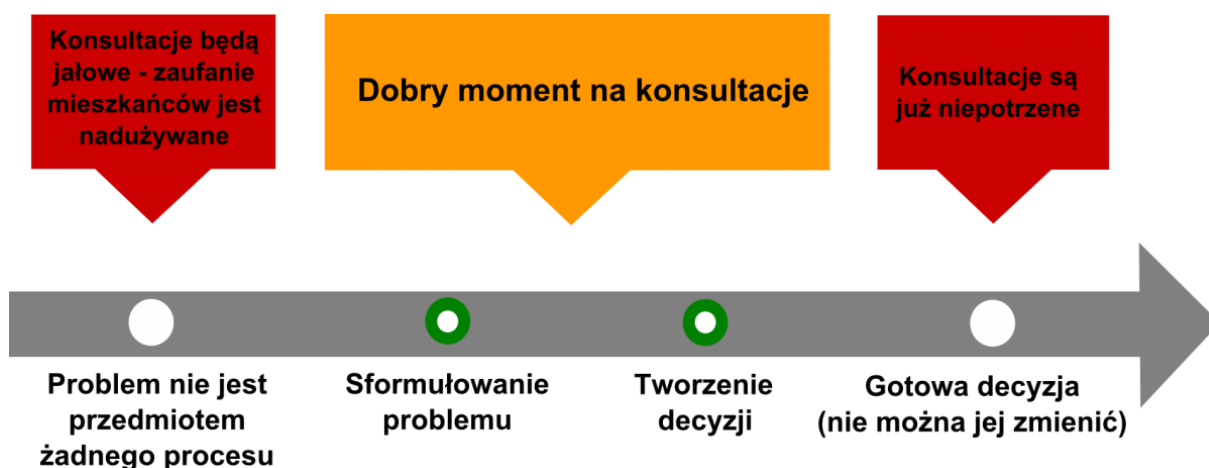 Konsultacje będą
jałowe - zaufanie
mieszkańców jest
nadużywane
Dobry moment na konsultacje
Konsultacje są
już niepotrzene
Problem nie jest
przedmiotem
żadnego procesu
Sformułowanie
problemu
Tworzenie
decyzji
Gotowa decyzja
(nie można jej zmienić)